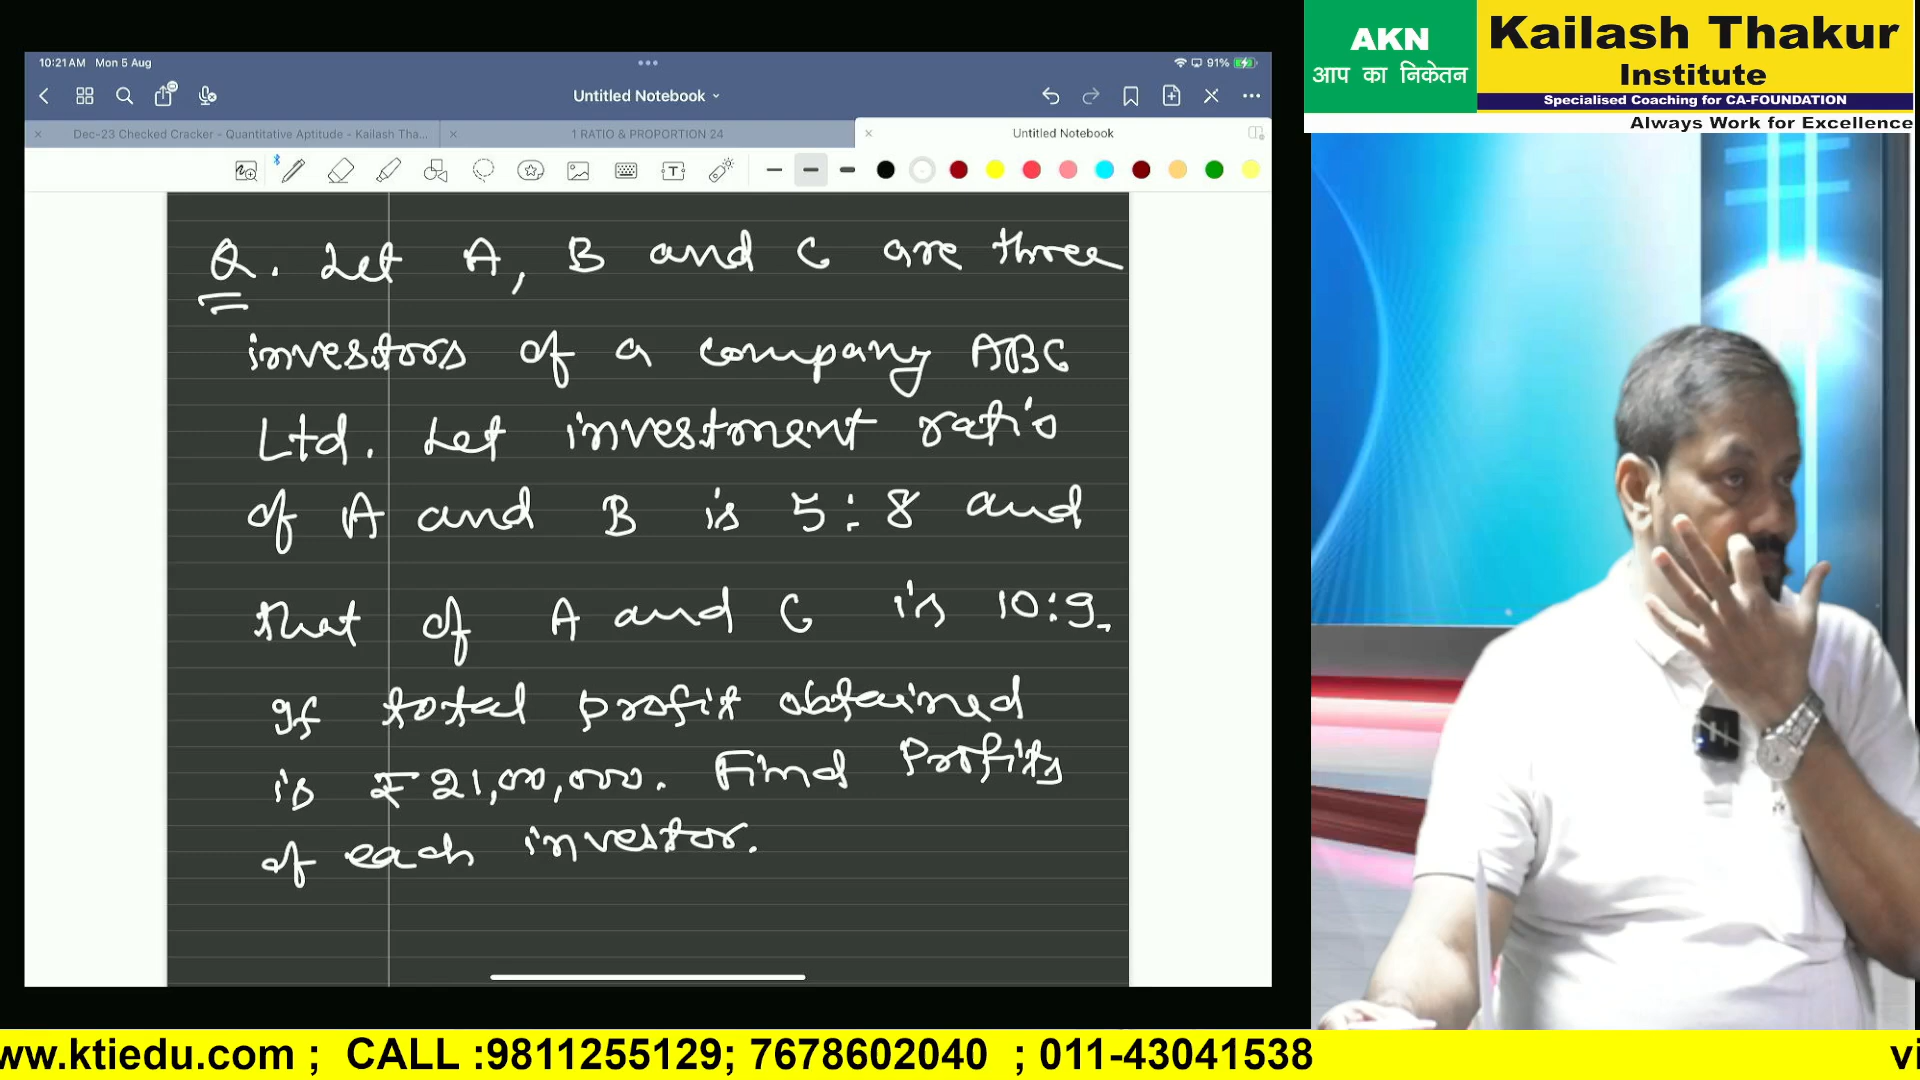 10:21AM Mon 5 Aug
91%
Untitled Notebook
Dec-23 Checked Cracker - Quantitative Aptitude - Kailash Tha...
1 RATIO & PROPORTION 24
Untitled Notebook
Q. Let A, B and C are three
investors of a company ABC
Ltd. Let investment ratio
of A and B is 5:8 and
that of A and C is 10:9.
If total profit obtained
is ₹21,00,000. Find Profits
of each investor.
AKN
आप का निकेतन
Kailash Thakur
Institute
Specialised Coaching for CA-FOUNDATION
Always Work for Excellence
ww.ktiedu.com ; CALL :9811255129; 7678602040 ; 011-43041538 vi